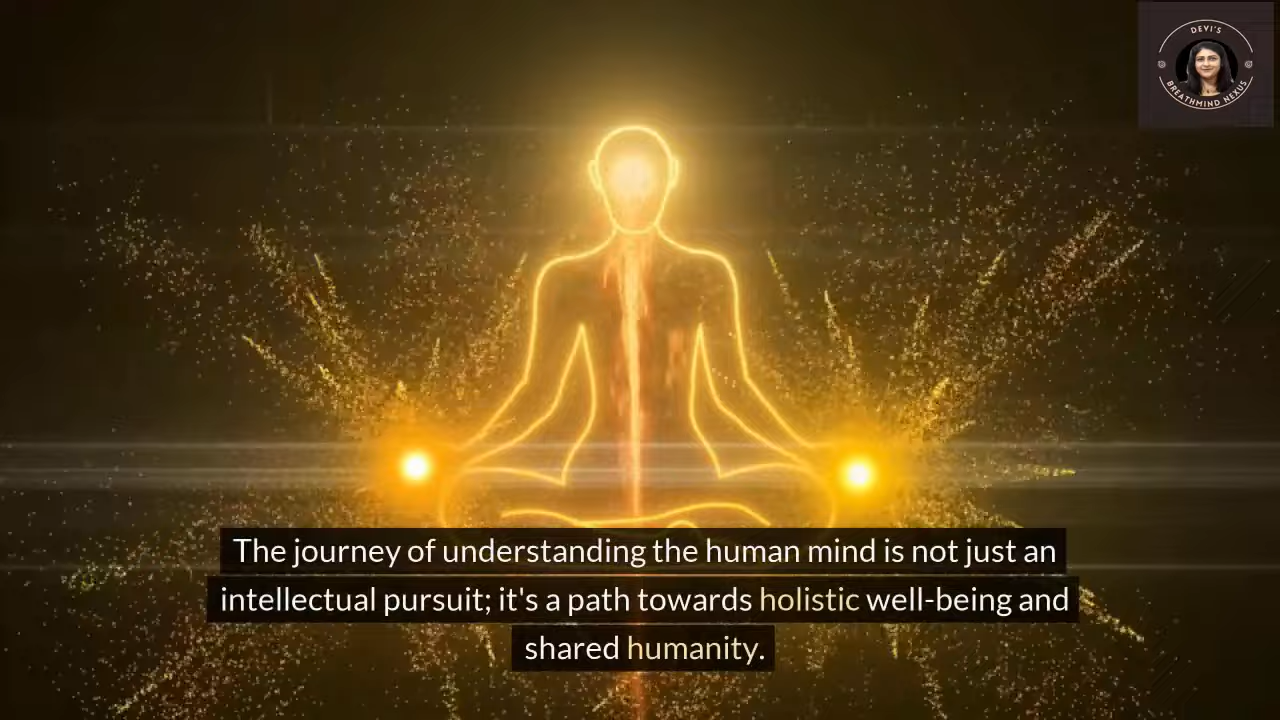 DEVI'S
BREATHMIND NEXUS
The journey of understanding the human mind is not just an
intellectual pursuit; it's a path towards holistic well-being and
shared humanity.